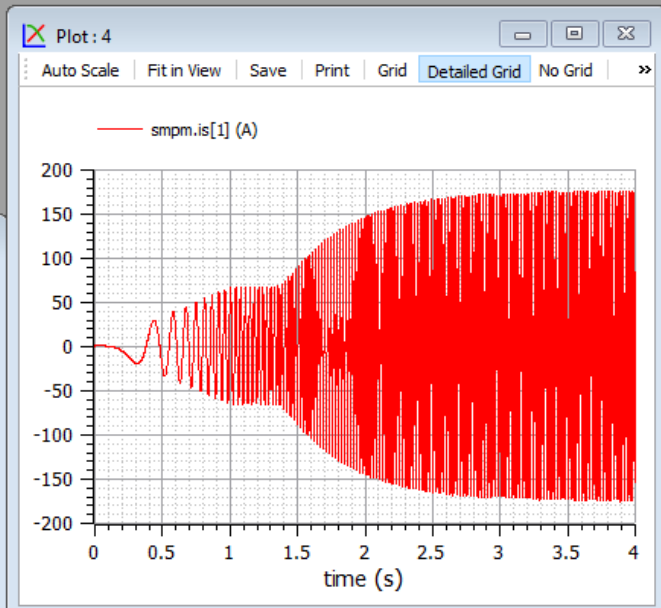 Plot : 4
Auto Scale Fit in View Save Print Grid Detailed Grid No Grid »
smpm.is[1] (A)
200
150
100
50
0
-50
-100
-150
-200
0 0.5 1 1.5 2 2.5 3 3.5 4
time (s)